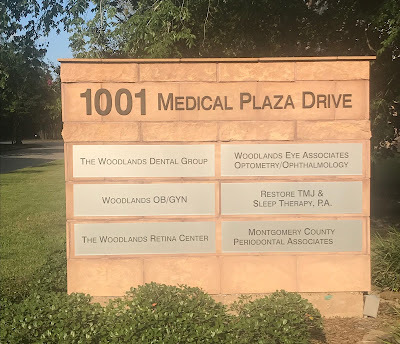 1001 MEDICAL PLAZA DRIVE
THE WOODLANDS DENTAL GROUP
WOODLANDS EYE ASSOCIATES
OPTOMETRY/OPHTHALMOLOGY
WOODLANDS OB/GYN
RESTORE TMJ &
SLEEP THERAPY, P.A.
THE WOODLANDS RETINA CENTER
MONTGOMERY COUNTY
PERIODONTAL ASSOCIATES